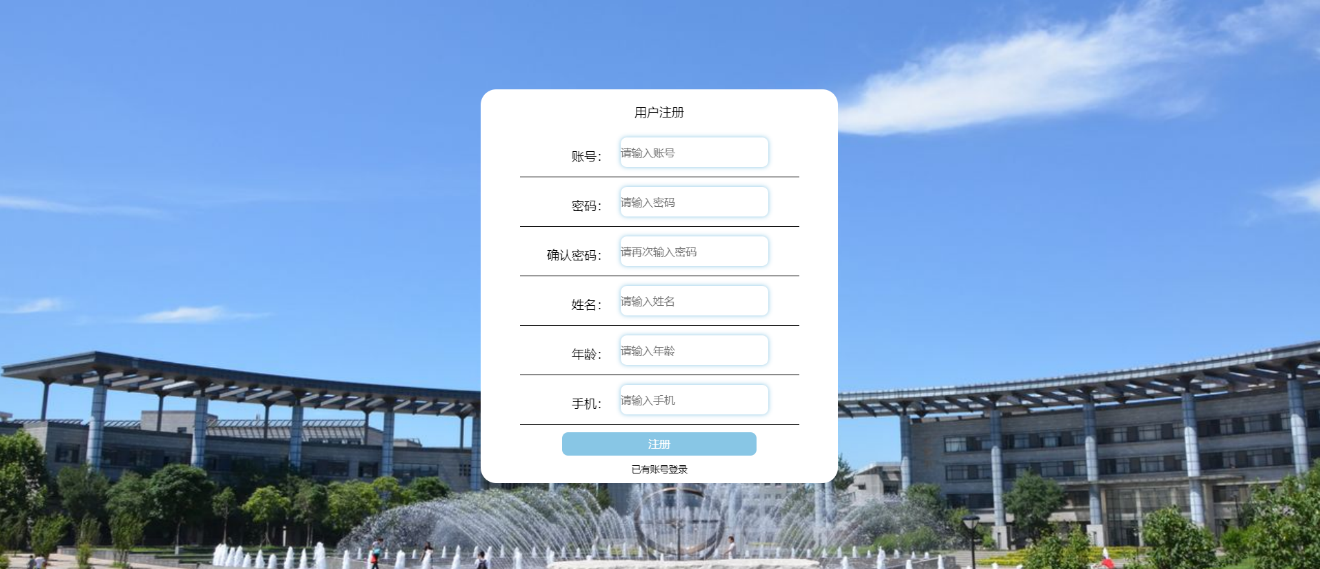 用户注册
账号：
请输入账号
密码：
请输入密码
确认密码：
请再次输入密码
姓名：
请输入姓名
年龄：
请输入年龄
手机：
请输入手机
注册
已有账号登录